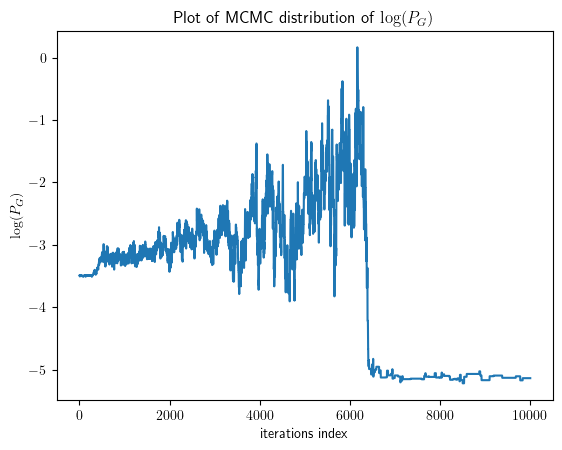 Plot of MCMC distribution of log(P_G)
log(P_G)
0
−1
−2
−3
−4
−5
0 2000 4000 6000 8000 10000
iterations index